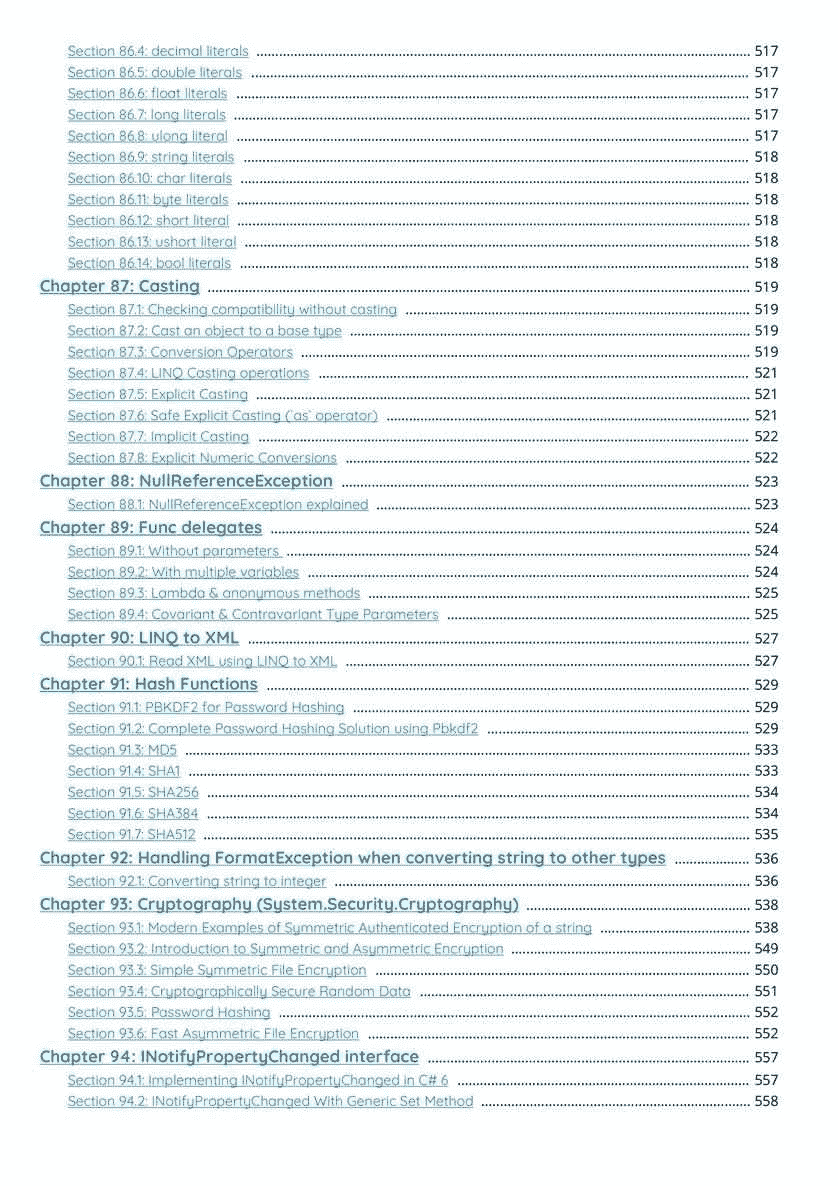 Section 86.4: decimal literals ... 517
Section 86.5: double literals ... 517
Section 86.6: float literals ... 517
Section 86.7: long literals ... 517
Section 86.8: ulong literal ... 517
Section 86.9: string literals ... 518
Section 86.10: char literals ... 518
Section 86.11: byte literals ... 518
Section 86.12: short literal ... 518
Section 86.13: ushort literal ... 518
Section 86.14: bool literals ... 518
Chapter 87: Casting ... 519
Section 87.1: Checking compatibility without casting ... 519
Section 87.2: Cast an object to a base type ... 519
Section 87.3: Conversion Operators ... 519
Section 87.4: LINQ Casting operations ... 521
Section 87.5: Explicit Casting ... 521
Section 87.6: Safe Explicit Casting (`as` operator) ... 521
Section 87.7: Implicit Casting ... 522
Section 87.8: Explicit Numeric Conversions ... 522
Chapter 88: NullReferenceException ... 523
Section 88.1: NullReferenceException explained ... 523
Chapter 89: Func delegates ... 524
Section 89.1: Without parameters ... 524
Section 89.2: With multiple variables ... 524
Section 89.3: Lambda & anonymous methods ... 525
Section 89.4: Covariant & Contravariant Type Parameters ... 525
Chapter 90: LINQ to XML ... 527
Section 90.1: Read XML using LINQ to XML ... 527
Chapter 91: Hash Functions ... 529
Section 91.1: PBKDF2 for Password Hashing ... 529
Section 91.2: Complete Password Hashing Solution using Pbkdf2 ... 529
Section 91.3: MD5 ... 533
Section 91.4: SHA1 ... 533
Section 91.5: SHA256 ... 534
Section 91.6: SHA384 ... 534
Section 91.7: SHA512 ... 535
Chapter 92: Handling FormatException when converting string to other types ... 536
Section 92.1: Converting string to integer ... 536
Chapter 93: Cryptography (System.Security.Cryptography) ... 538
Section 93.1: Modern Examples of Symmetric Authenticated Encryption of a string ... 538
Section 93.2: Introduction to Symmetric and Asymmetric Encryption ... 549
Section 93.3: Simple Symmetric File Encryption ... 550
Section 93.4: Cryptographically Secure Random Data ... 551
Section 93.5: Password Hashing ... 552
Section 93.6: Fast Asymmetric File Encryption ... 552
Chapter 94: INotifyPropertyChanged interface ... 557
Section 94.1: Implementing INotifyPropertyChanged in C# 6 ... 557
Section 94.2: INotifyPropertyChanged With Generic Set Method ... 558